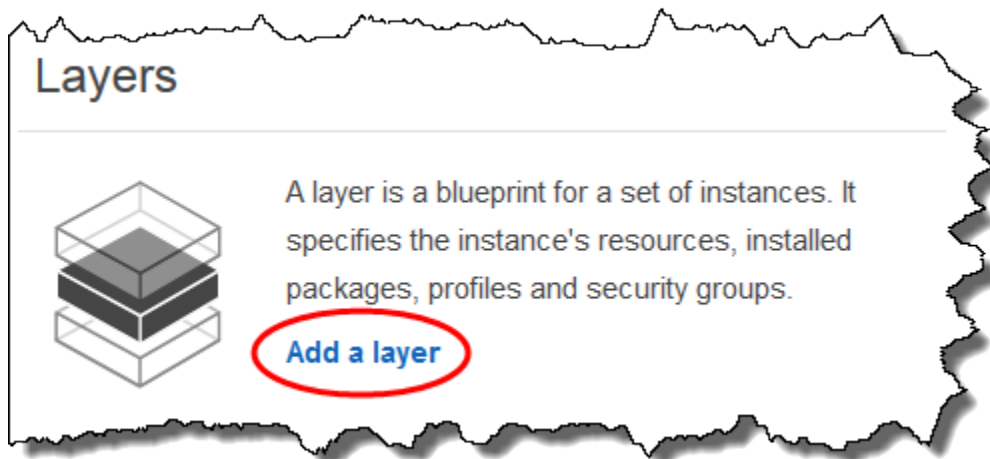 Layers
A layer is a blueprint for a set of instances. It
specifies the instance's resources, installed
packages, profiles and security groups.
Add a layer